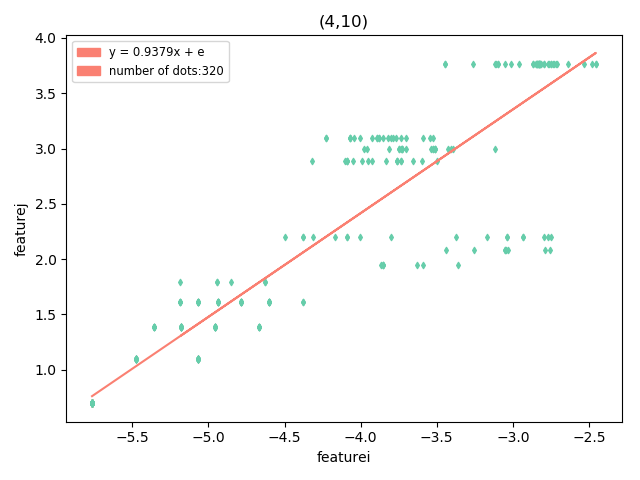 (4,10)
y = 0.9379x + e
number of dots:320
4.0
3.5
3.0
2.5
2.0
1.5
1.0
featurej
−5.5 −5.0 −4.5 −4.0 −3.5 −3.0 −2.5
featurei